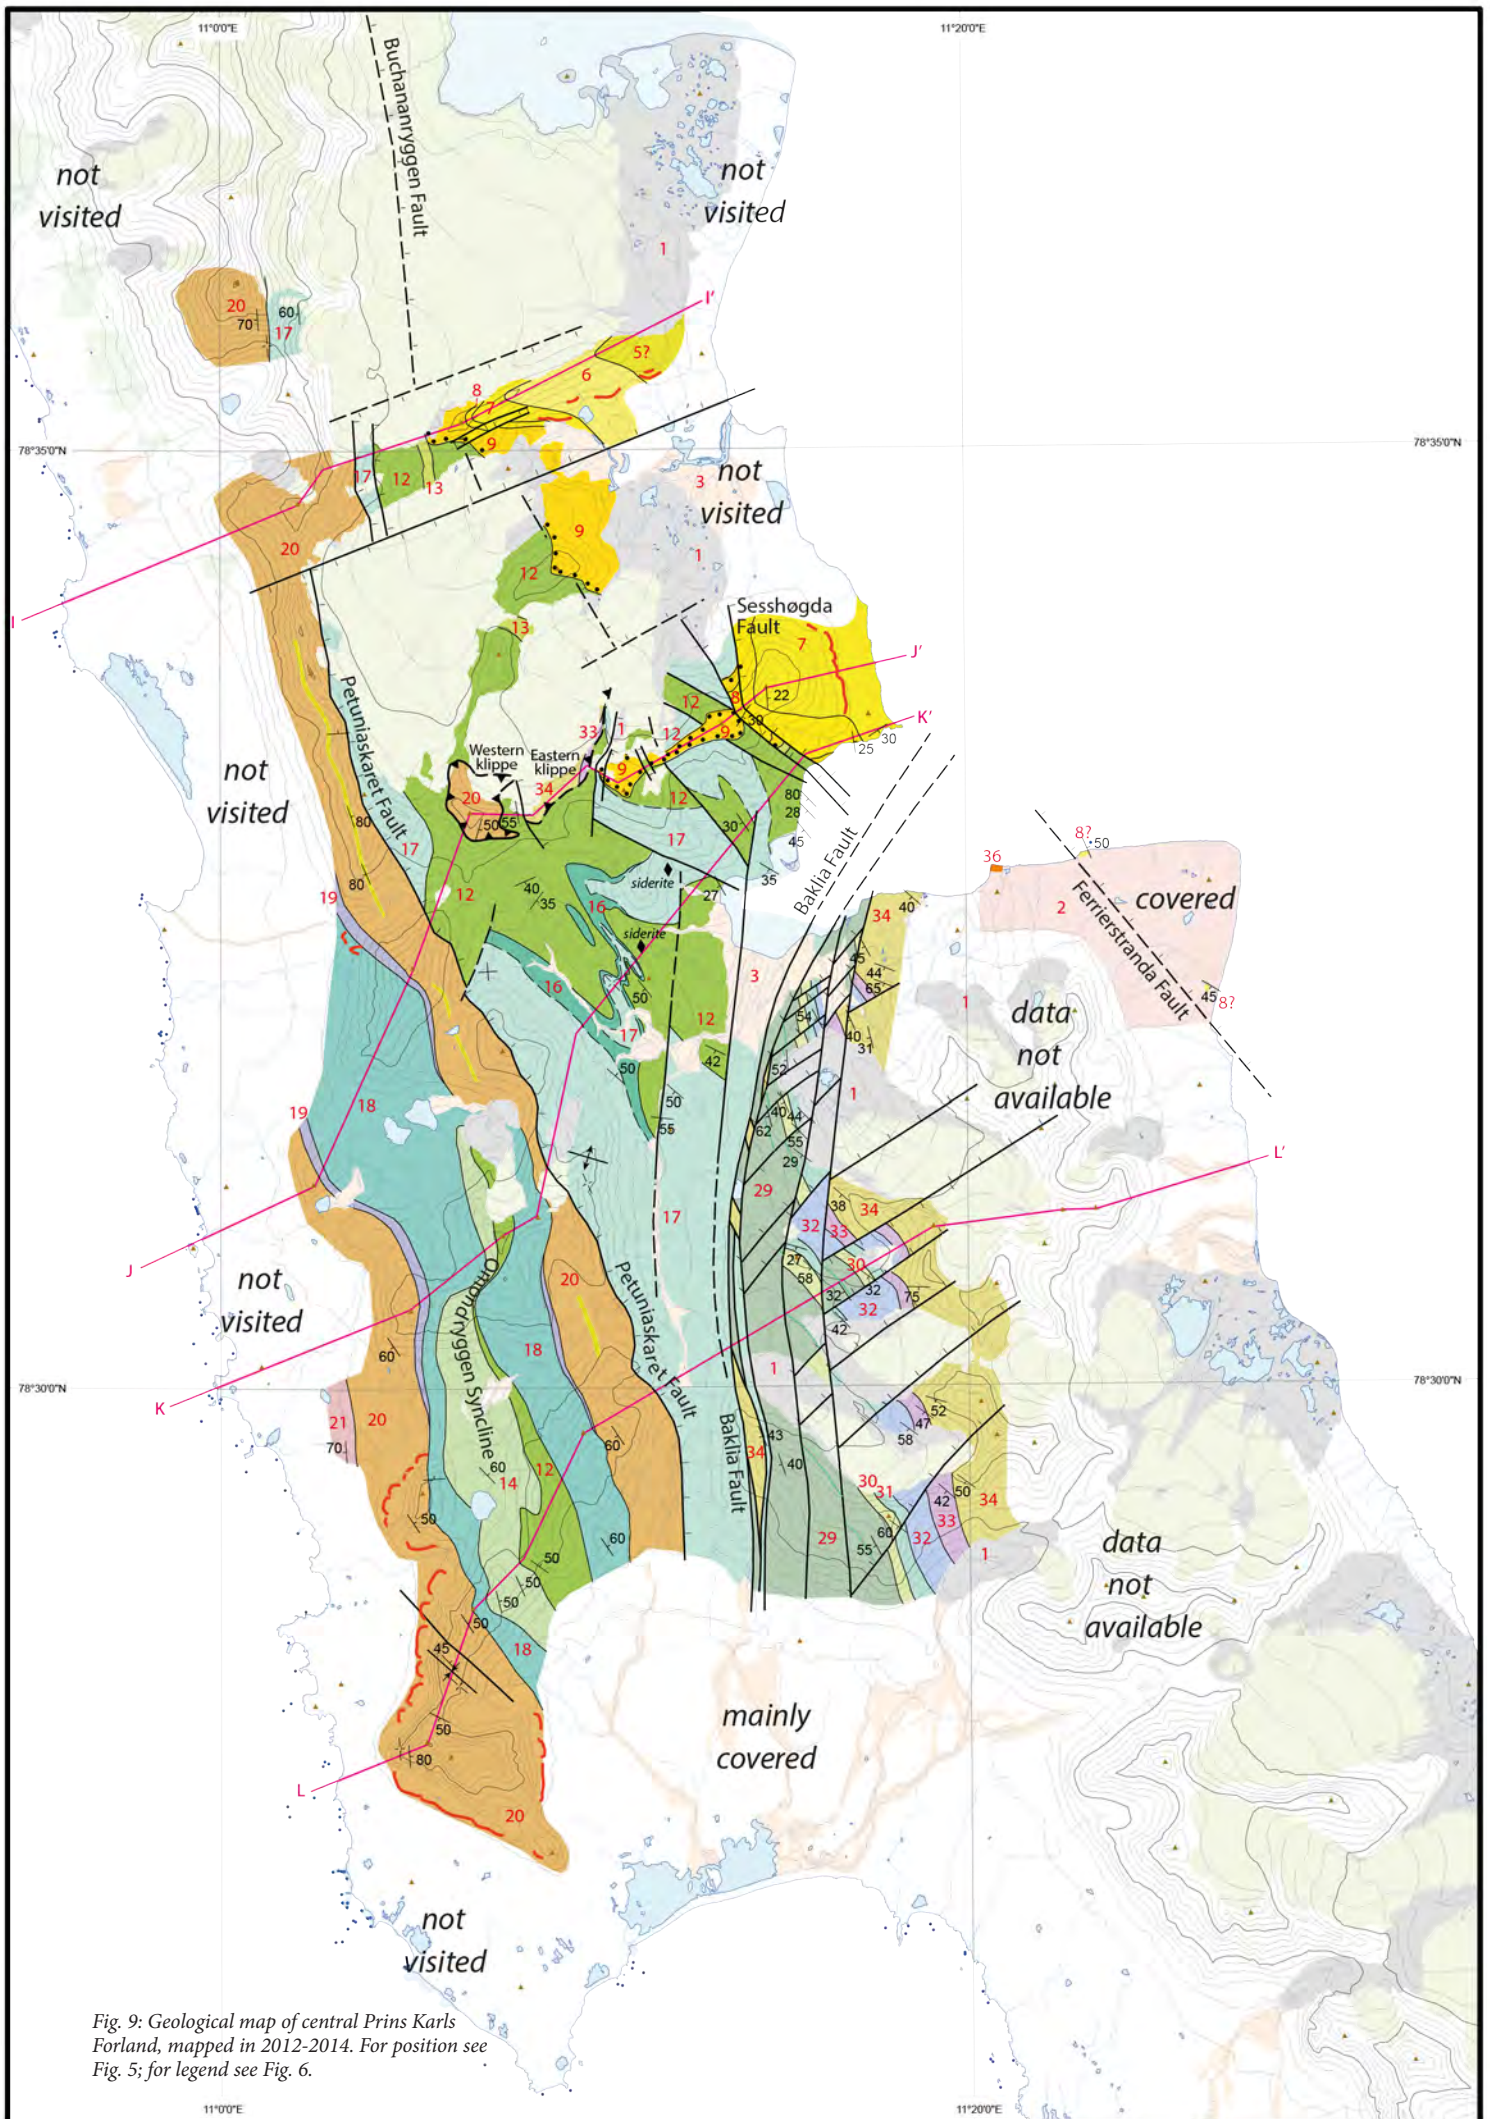 11°0'0"E
11°20'0"E
Buchananryggen Fault
not
visited
not
visited
1
I'
20
70
60
17
5?
6
8
7
9
78°35'0"N
78°35'0"N
17
12
13
not
visited
3
20
9
1
12
I
Sesshøgda
Fault
13
7
J'
Petuniaskaret Fault
12
8
22
K'
33
1
12
9
30
30
25
Western
klippe
Eastern
klippe
9
34
not
visited
20
12
80
28
80
50
55
30
45
17
17
Baklia Fault
8?
50
36
siderite
35
80
19
12
40
35
16
27
34
40
2
covered
Ferrierstranda Fault
siderite
45
44
65
16
50
3
1
45
8?
54
12
data
not
available
17
40
31
50
42
52
18
19
1
50
55
40
44
62
55
29
L'
29
38
34
17
32
33
J
27
30
58
not
visited
Omond ryggen Syncline
20
Petuniaskaret Fault
32
32
75
32
42
60
18
1
78°30'0"N
78°30'0"N
K
21
20
70
Baklia Fault
52
47
58
43
60
34
40
60
14
12
30
31
50
34
42
33
50
60
29
32
60
55
1
data
not
available
50
50
50
50
45
18
mainly
covered
50
80
L
20
not
visited
Fig. 9: Geological map of central Prins Karls
Forland, mapped in 2012-2014. For position see
Fig. 5; for legend see Fig. 6.
11°0'0"E
11°20'0"E